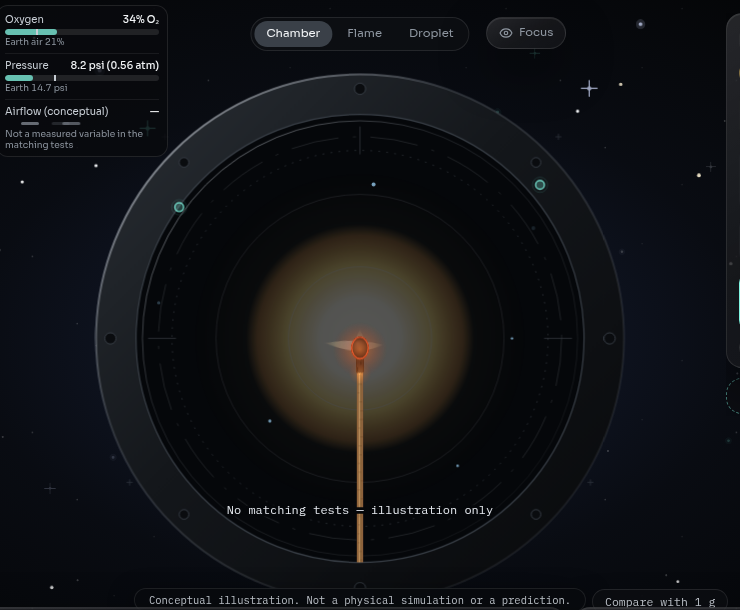 Oxygen 34% O₂
Earth air 21%
Pressure 8.2 psi (0.56 atm)
Earth 14.7 psi
Airflow (conceptual) —
Not a measured variable in the
matching tests
Chamber Flame Droplet Focus
No matching tests — illustration only
Conceptual illustration. Not a physical simulation or a prediction.
Compare with 1 g